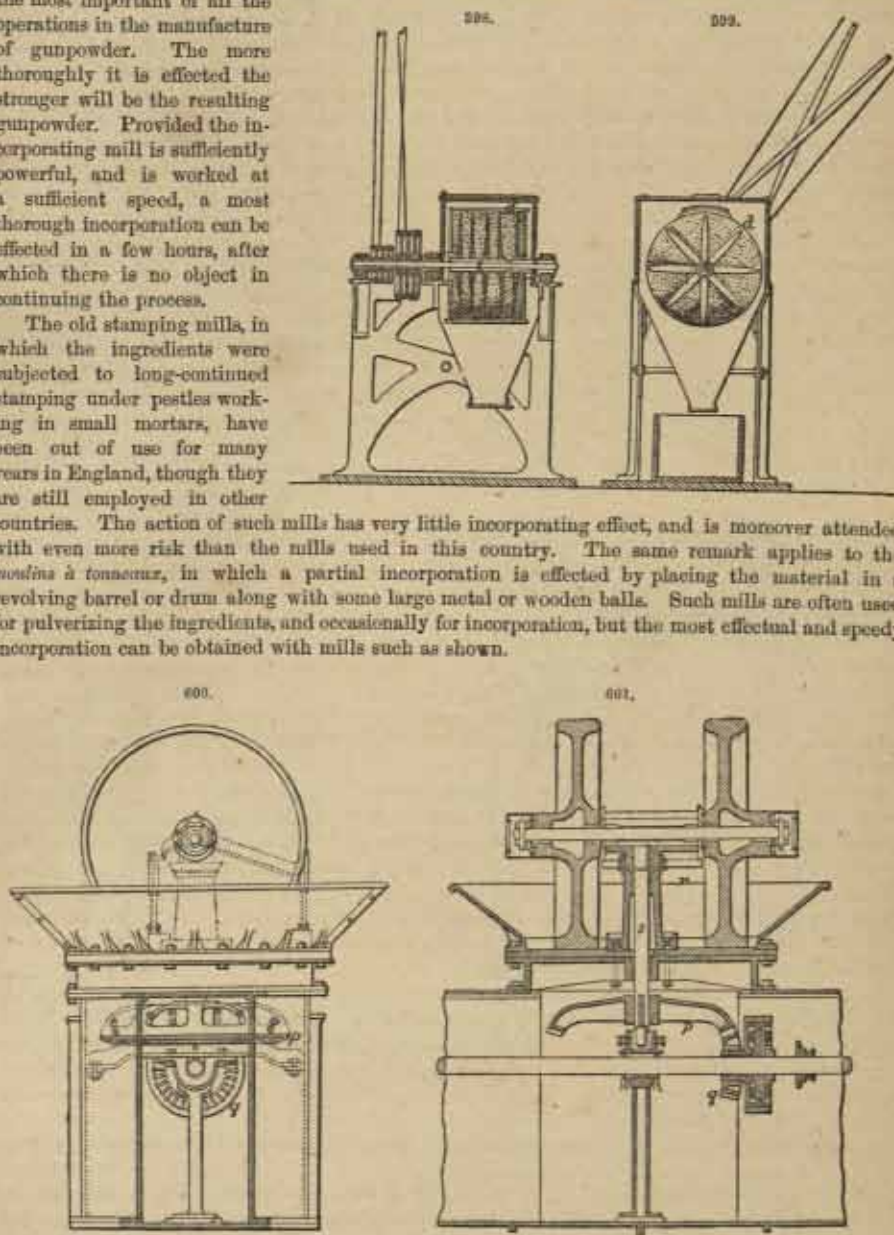 the most important of all the
operations in the manufacture
of gunpowder. The more
thoroughly it is effected the
stronger will be the resulting
gunpowder. Provided the in-
corporating mill is sufficiently
powerful, and is worked at
a sufficient speed, a most
thorough incorporation can be
effected in a few hours, after
which there is no object in
continuing the process.
The old stamping mills, in
which the ingredients were
subjected to long-continued
stamping under pestles work-
ing in small mortars, have
been out of use for many
years in England, though they
are still employed in other
598.
599.
d
countries. The action of such mills has very little incorporating effect, and is moreover attende
with even more risk than the mills used in this country. The same remark applies to th
moulins à tonneaux, in which a partial incorporation is effected by placing the material in
revolving barrel or drum along with some large metal or wooden balls. Such mills are often use
for pulverizing the ingredients, and occasionally for incorporation, but the most effectual and speedy
incorporation can be obtained with mills such as shown.
600.
601.
m
p
p
q
q